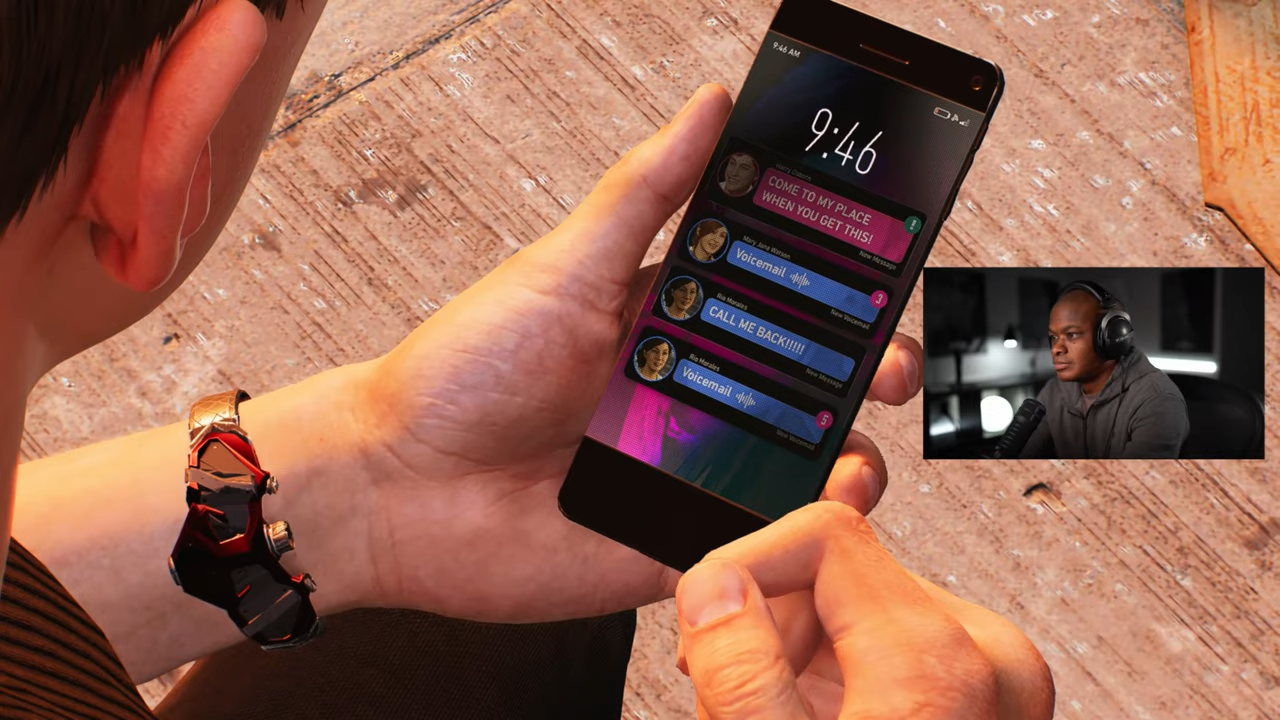 9:46 AM
9:46
Harry Osborn
COME TO MY PLACE
WHEN YOU GET THIS!
!
New Message
Mary Jane Watson
Voicemail
3
New Voicemail
Rio Morales
CALL ME BACK!!!!!
New Message
Rio Morales
Voicemail
5
New Voicemail